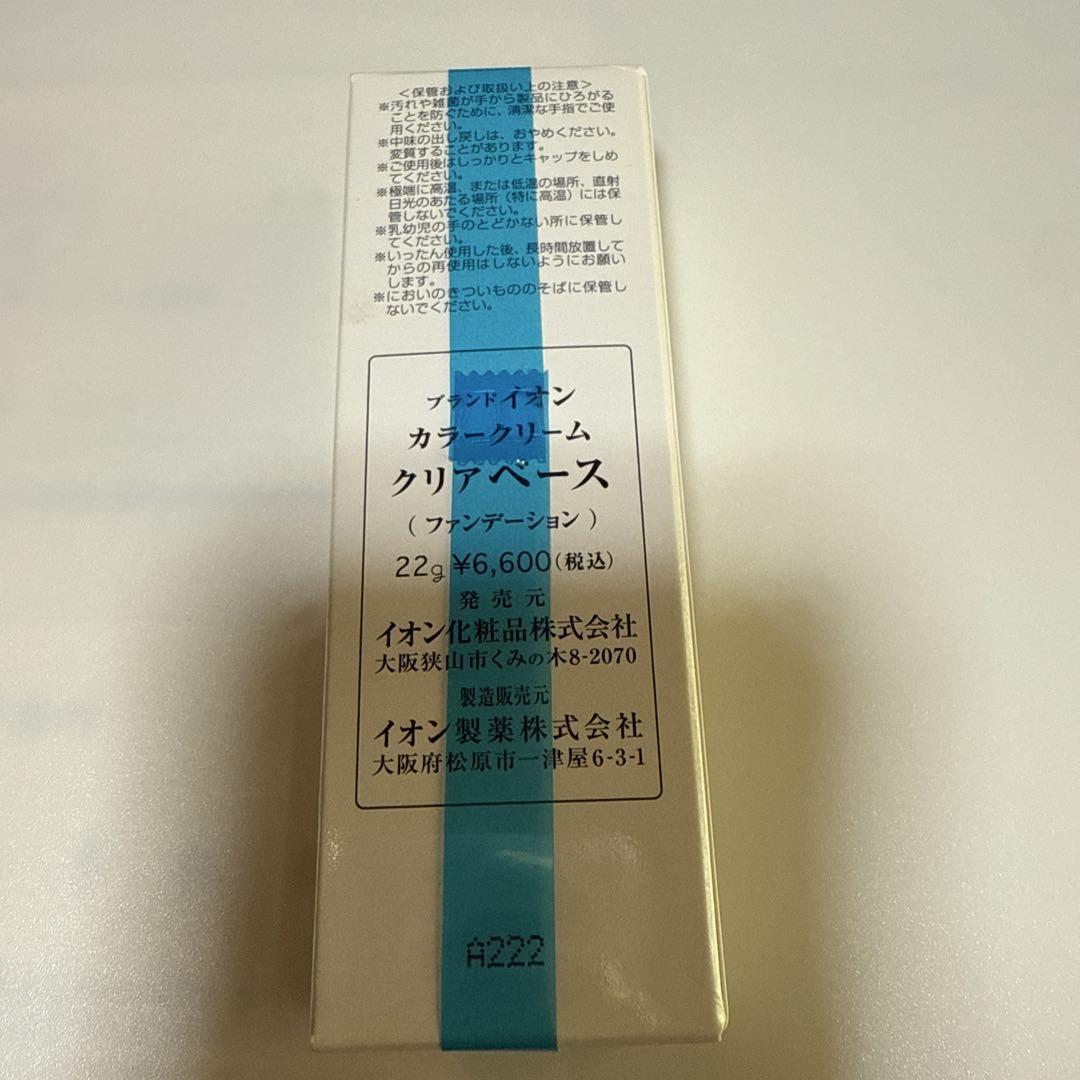 <保管および取扱い上の注意>
※汚れや雑菌が手から製品にひろがる
ことを防ぐために、清潔な手指でご使
用ください。
※中味の出し戻しは、おやめください。
変質することがあります。
※ご使用後はしっかりとキャップをしめ
てください。
※極端に高温、または低温の場所、直射
日光のあたる場所（特に高温）には保
管しないでください。
※乳幼児の手のとどかない所に保管し
てください。
※いったん使用した後、長時間放置して
からの再使用はしないようにお願い
します。
※においのきついもののそばに保管し
ないでください。
ブランドイオン
カラークリーム
クリアベース
（ファンデーション）
22g ¥6,600（税込）
発売元
イオン化粧品株式会社
大阪狭山市くみの木8-2070
製造販売元
イオン製薬株式会社
大阪府松原市一津屋6-3-1
A222